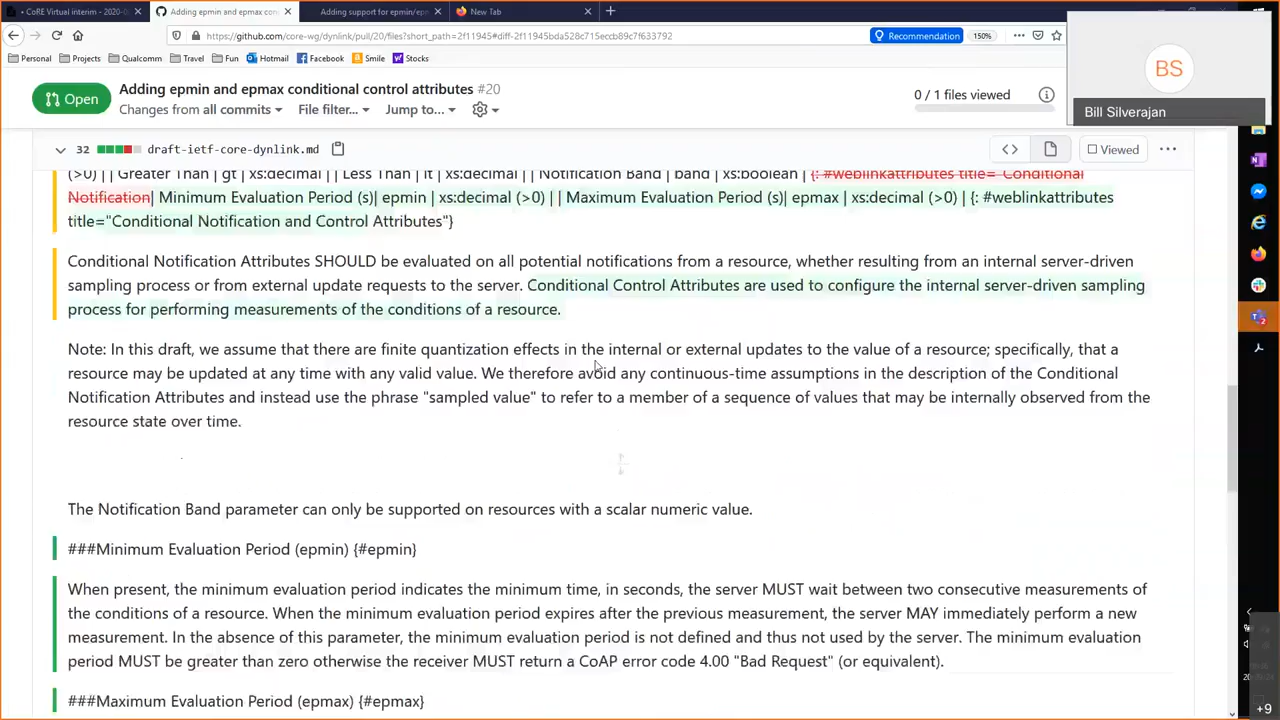 • CoRE Virtual interim - 2020-0
Adding epmin and epmax con
Adding support for epmin/ep
New Tab
https://github.com/core-wg/dynlink/pull/20/files?short_path=2f11945#diff-2f11945bda528c715eccb89c7f633792
Recommendation
150%
Personal
Projects
Qualcomm
Travel
Fun
Hotmail
Facebook
Smile
Stocks
BS
Bill Silverajan
Open
Adding epmin and epmax conditional control attributes #20
Changes from all commits
File filter...
Jump to...
0 / 1 files viewed
32 draft-ietf-core-dynlink.md
Viewed
(>0) | | Greater Than | gt | xs:decimal | | Less Than | lt | xs:decimal | | Notification Band | band | xs:boolean | {: #weblinkattributes title="Conditional
Notification| Minimum Evaluation Period (s)| epmin | xs:decimal (>0) | | Maximum Evaluation Period (s)| epmax | xs:decimal (>0) | {: #weblinkattributes
title="Conditional Notification and Control Attributes"}
Conditional Notification Attributes SHOULD be evaluated on all potential notifications from a resource, whether resulting from an internal server-driven
sampling process or from external update requests to the server. Conditional Control Attributes are used to configure the internal server-driven sampling
process for performing measurements of the conditions of a resource.
Note: In this draft, we assume that there are finite quantization effects in the internal or external updates to the value of a resource; specifically, that a
resource may be updated at any time with any valid value. We therefore avoid any continuous-time assumptions in the description of the Conditional
Notification Attributes and instead use the phrase "sampled value" to refer to a member of a sequence of values that may be internally observed from the
resource state over time.
The Notification Band parameter can only be supported on resources with a scalar numeric value.
###Minimum Evaluation Period (epmin) {#epmin}
When present, the minimum evaluation period indicates the minimum time, in seconds, the server MUST wait between two consecutive measurements of
the conditions of a resource. When the minimum evaluation period expires after the previous measurement, the server MAY immediately perform a new
measurement. In the absence of this parameter, the minimum evaluation period is not defined and thus not used by the server. The minimum evaluation
period MUST be greater than zero otherwise the receiver MUST return a CoAP error code 4.00 "Bad Request" (or equivalent).
###Maximum Evaluation Period (epmax) {#epmax}
+9